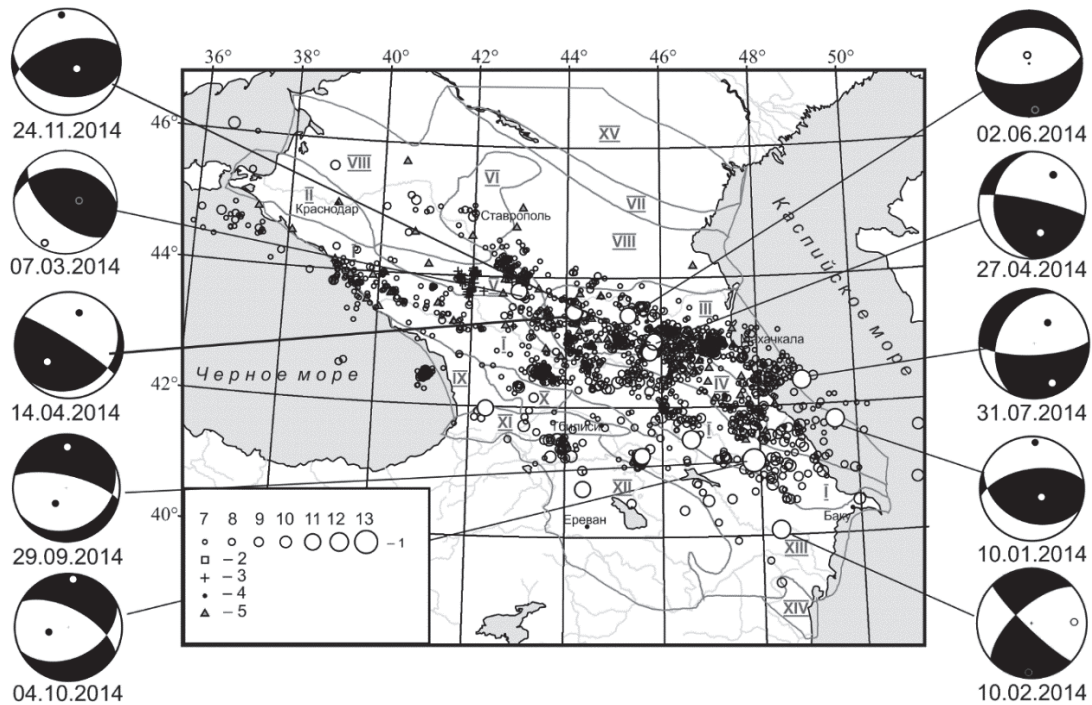 36° 38° 40° 42° 44° 46° 48° 50°
46°
44°
42°
40°
24.11.2014
07.03.2014
14.04.2014
29.09.2014
04.10.2014
02.06.2014
27.04.2014
31.07.2014
10.01.2014
10.02.2014
XV
VIII
VI
II
Краснодар
Ставрополь
VII
VIII
Каспийское море
I
V
III
Махачкала
I
Черное море
IX
IV
X
XI
Тбилиси
I
XII
I
Ереван
Баку
XIII
XIV
7 8 9 10 11 12 13
– 1
– 2
– 3
– 4
– 5